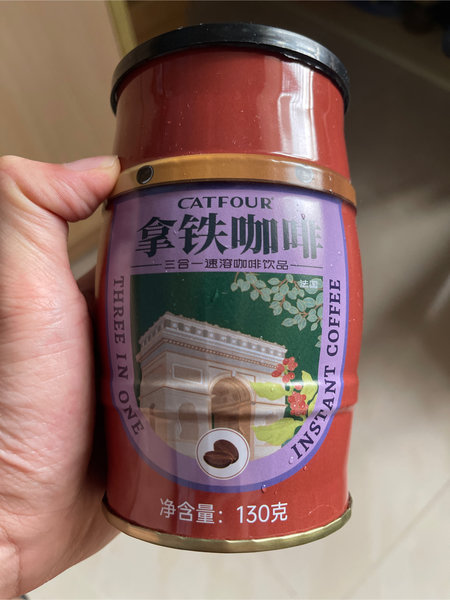 CATFOUR
拿铁咖啡
三合一速溶咖啡饮品
法国
THREE IN ONE
INSTANT COFFEE
净含量：130克